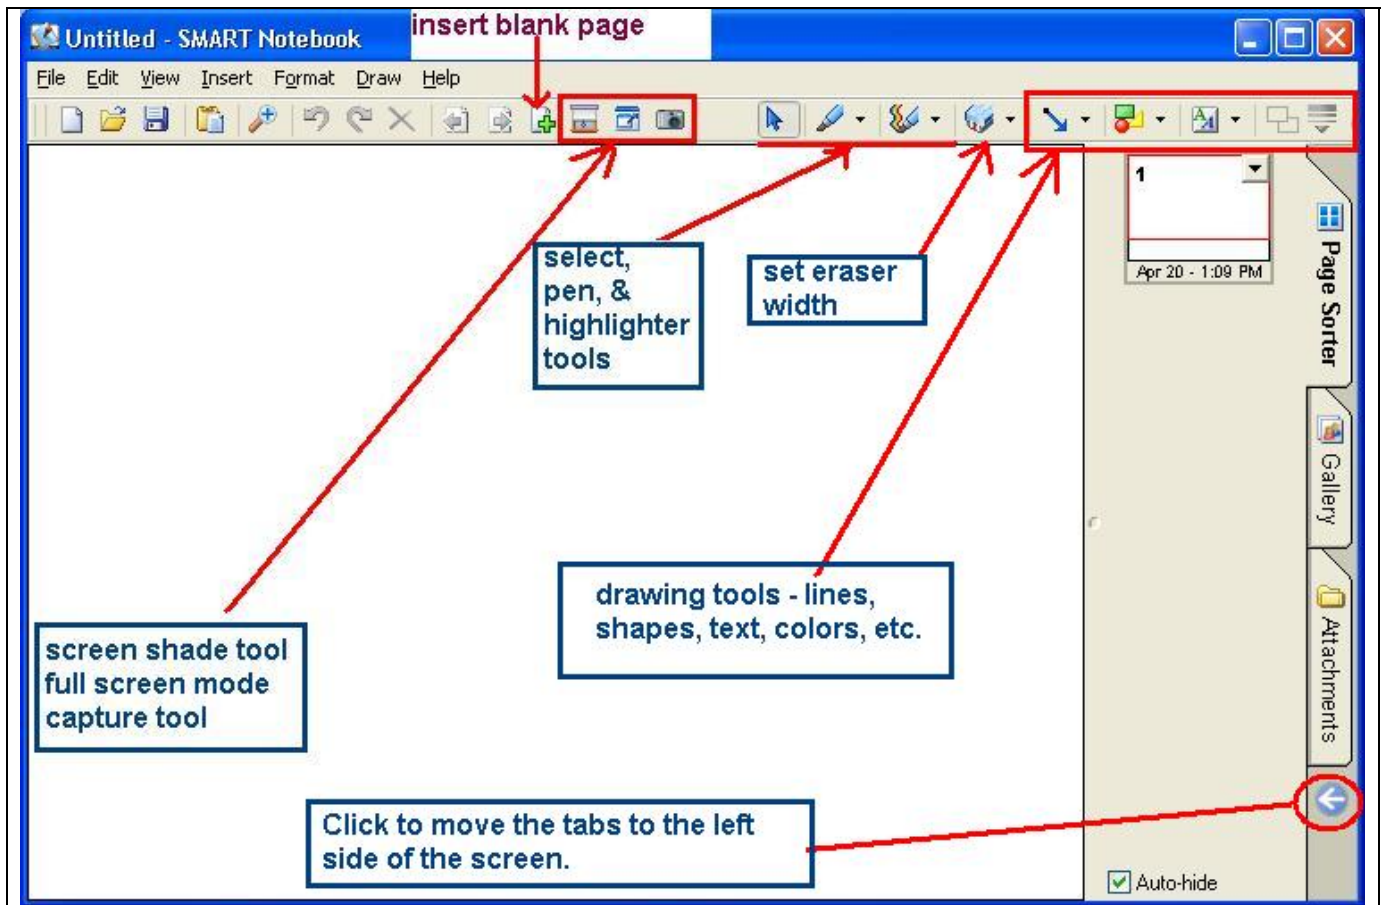 insert blank page
Untitled - SMART Notebook
File Edit View Insert Format Draw Help
1
Apr 20 - 1:09 PM
Page Sorter
select,
pen, &
highlighter
tools
set eraser
width
Gallery
drawing tools - lines,
shapes, text, colors, etc.
Attachments
screen shade tool
full screen mode
capture tool
Click to move the tabs to the left
side of the screen.
Auto-hide